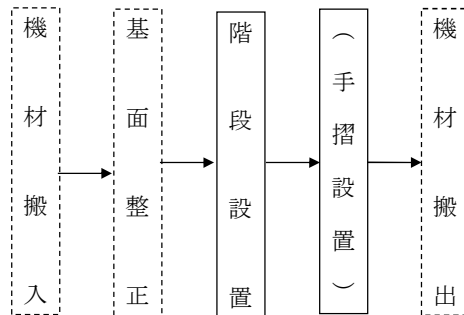 機材搬入
基面整正
階段設置
（手摺設置）
機材搬出